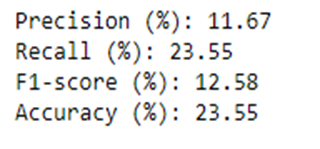 Precision (%): 11.67
Recall (%): 23.55
F1-score (%): 12.58
Accuracy (%): 23.55